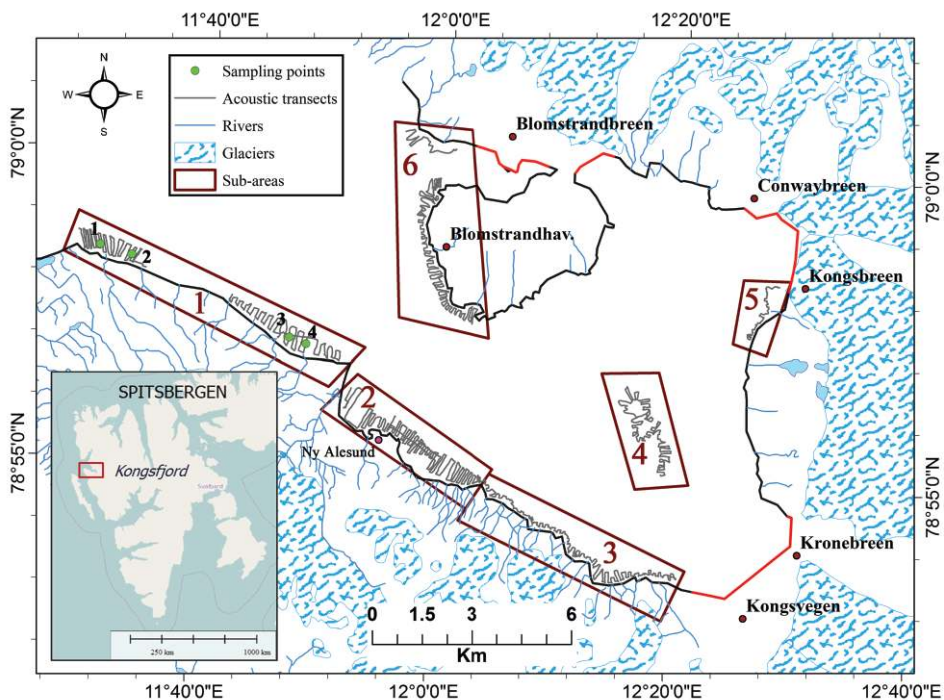 11°40'0"E
12°0'0"E
12°20'0"E
N
W
E
S
Sampling points
Acoustic transects
Rivers
Glaciers
Sub-areas
79°0'0"N
79°0'0"N
Blomstrandbreen
6
Conwaybreen
1
2
Blomstrandhav.
Kongsbreen
1
3
4
5
SPITSBERGEN
Kongsfjord
Svalbard
2
Ny Alesund
4
78°55'0"N
78°55'0"N
3
Kronebreen
Kongsvegen
0
1.5
3
6
Km
250 km
1000 km
11°40'0"E
12°0'0"E
12°20'0"E
12°40'0"E